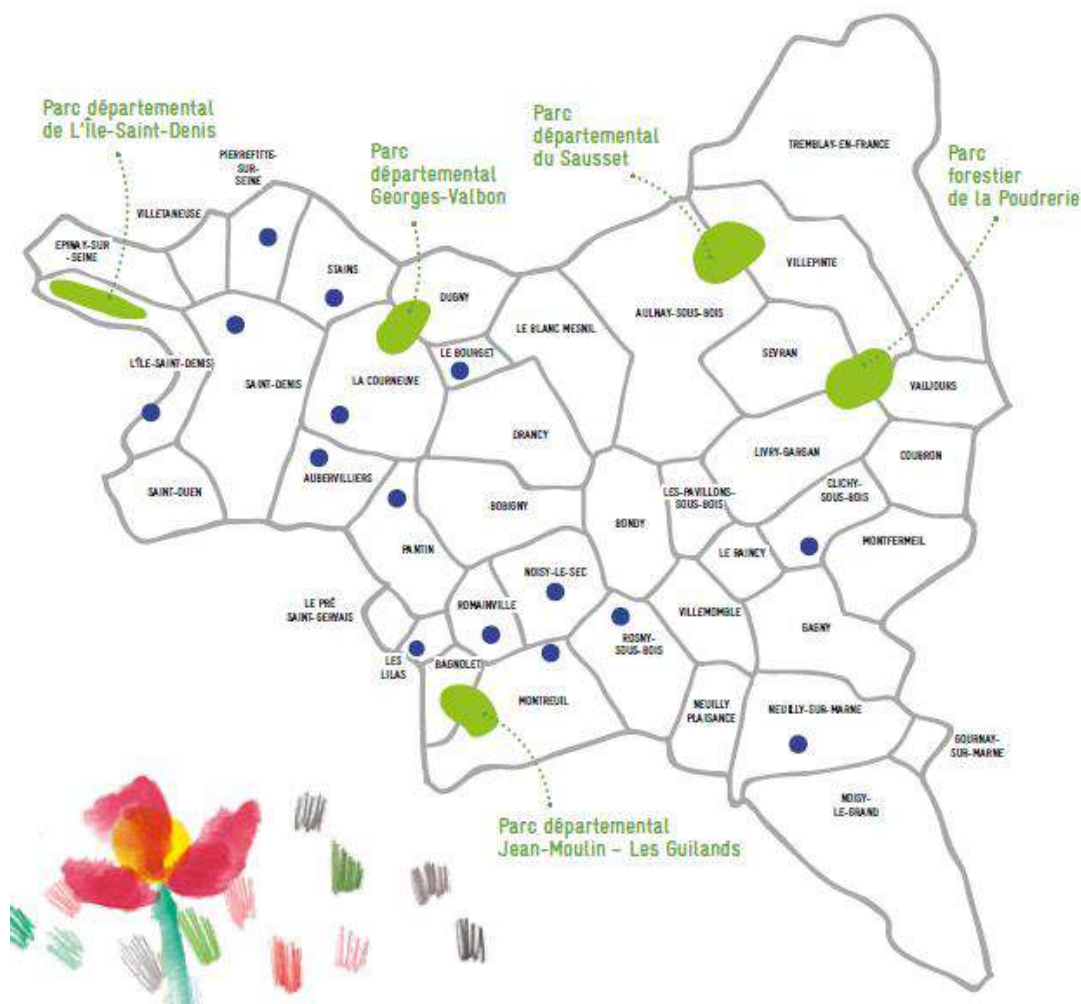 Parc départemental
de L'Île-Saint-Denis
PIERREFITTE-
SUR-
SEINE
Parc
départemental
Georges-Valbon
Parc
départemental
du Sausset
TREMBLAY-EN-FRANCE
Parc
forestier
de la Poudrerie
VILLETANEUSE
EPINAY-SUR
-SEINE
STAINS
DUGNY
VILLEPINTE
LE BLANC MESNIL
AULNAY-SOUS-BOIS
L'ÎLE-SAINT-DENIS
SAINT-DENIS
LA COURNEUVE
LE BOURGET
SEVRAN
VAUJOURS
DRANCY
LIVRY-GARGAN
COUBRON
SAINT-OUEN
AUBERVILLIERS
BOBIGNY
LES-PAVILLONS-
SOUS-BOIS
CLICHY-
SOUS-BOIS
BONDY
PANTIN
LE RAINCY
MONTFERMEIL
NOISY-LE-SEC
LE PRÉ
SAINT-GERVAIS
ROMAINVILLE
VILLEMOMBLE
GAGNY
ROSNY-
SOUS-BOIS
LES
LILAS
BAGNOLET
MONTREUIL
NEUILLY
PLAISANCE
NEUILLY-SUR-MARNE
GOURNAY-
SUR-MARNE
NOISY-
LE-GRAND
Parc départemental
Jean-Moulin – Les Guilands